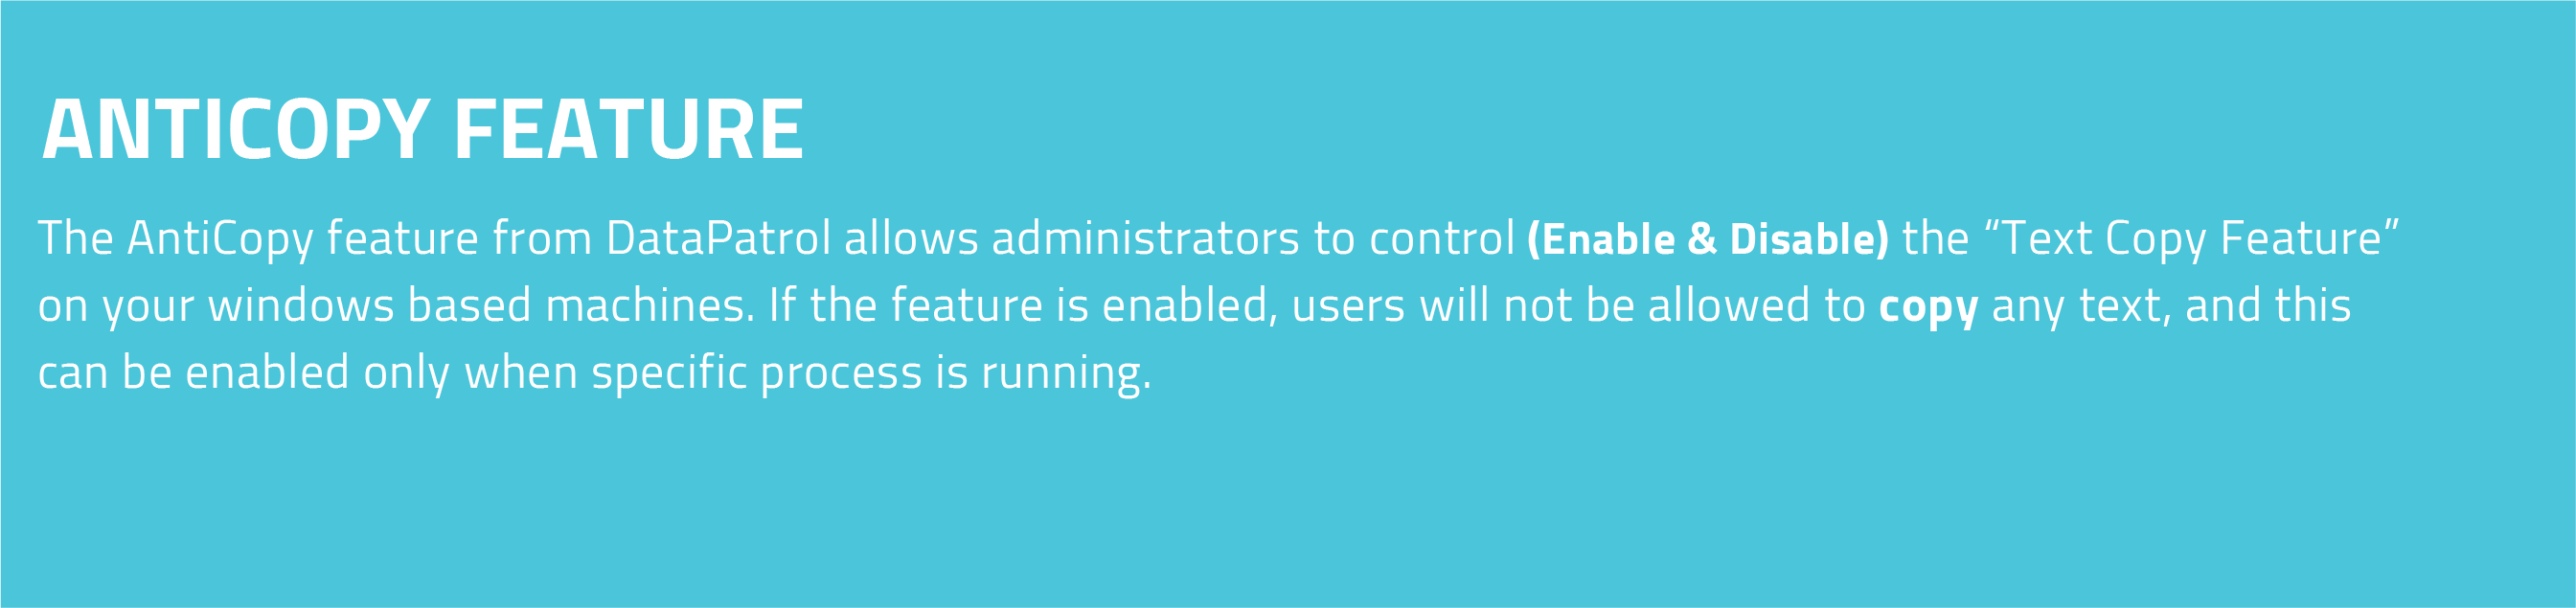 ANTICOPY FEATURE
The AntiCopy feature from DataPatrol allows administrators to control (Enable & Disable) the “Text Copy Feature”
on your windows based machines. If the feature is enabled, users will not be allowed to copy any text, and this
can be enabled only when specific process is running.